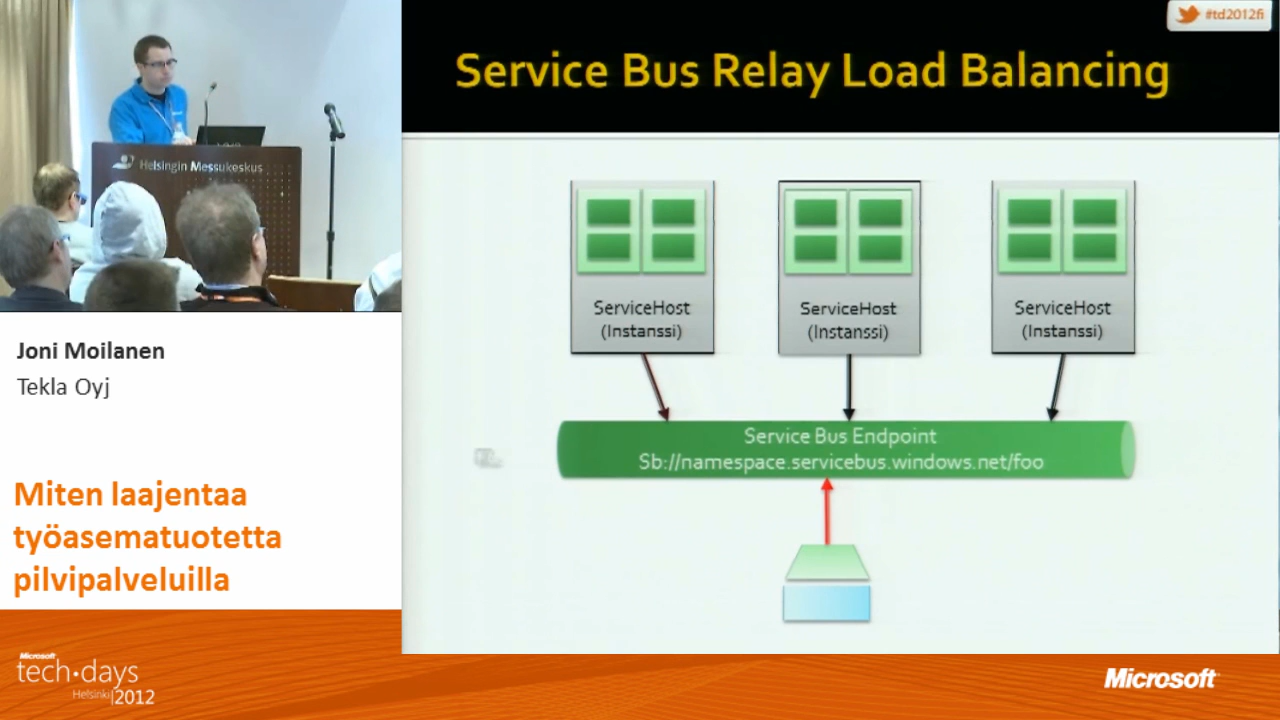 #td2012fi
Service Bus Relay Load Balancing
Helsingin Messukeskus
ServiceHost
(Instanssi)
ServiceHost
(Instanssi)
ServiceHost
(Instanssi)
Service Bus Endpoint
Sb://namespace.servicebus.windows.net/foo
Joni Moilanen
Tekla Oyj
Miten laajentaa
työasematuotetta
pilvipalveluilla
Microsoft
tech·days
Helsinki|2012
Microsoft